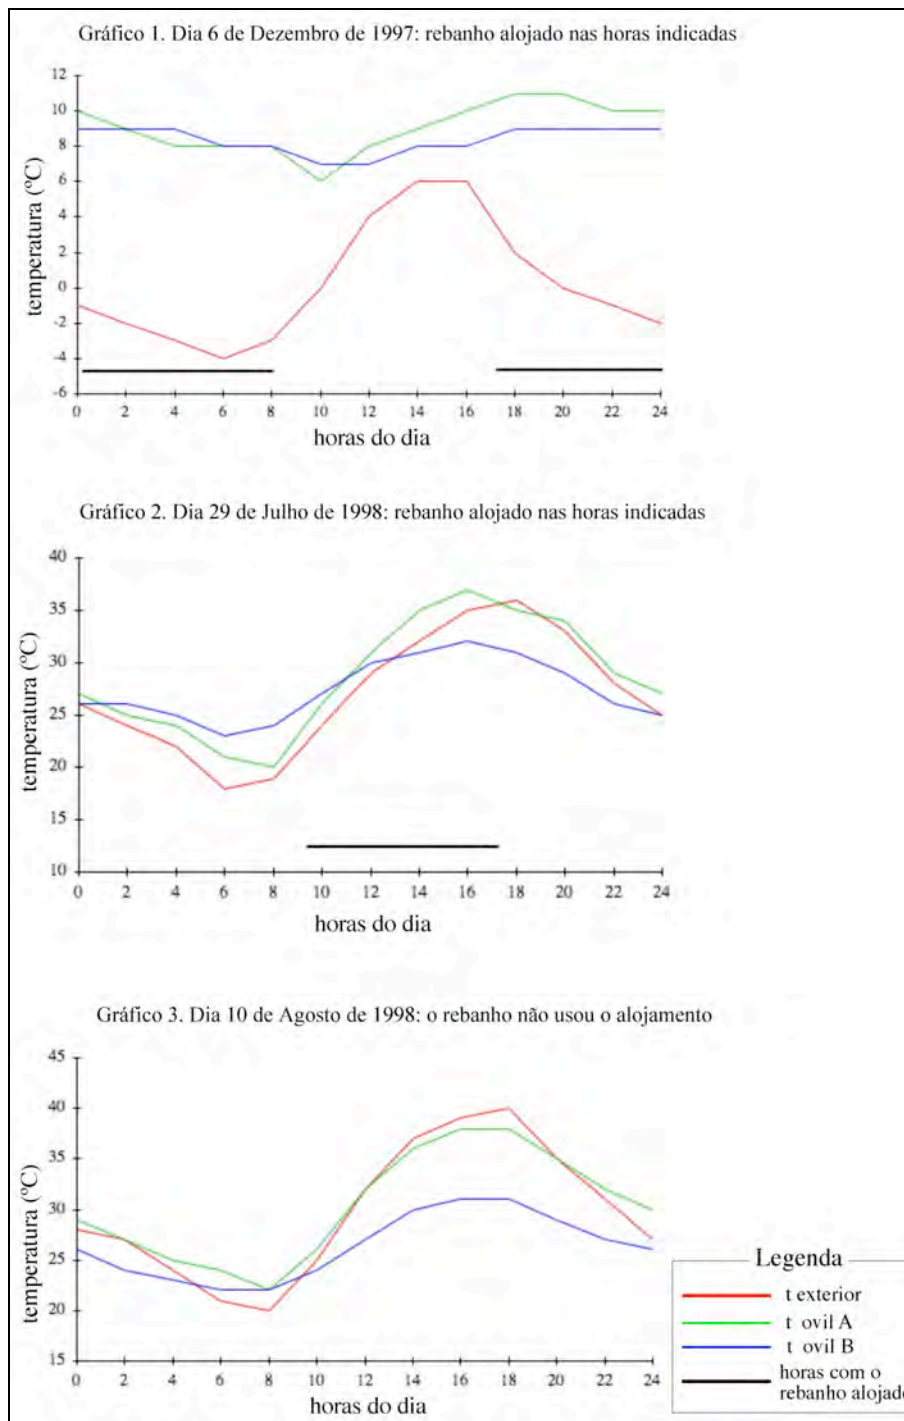 Gráfico 1. Dia 6 de Dezembro de 1997: rebanho alojado nas horas indicadas
temperatura (ºC)
12
10
8
6
4
2
0
-2
-4
-6
0 2 4 6 8 10 12 14 16 18 20 22 24
horas do dia
Gráfico 2. Dia 29 de Julho de 1998: rebanho alojado nas horas indicadas
temperatura (ºC)
40
35
30
25
20
15
10
0 2 4 6 8 10 12 14 16 18 20 22 24
horas do dia
Gráfico 3. Dia 10 de Agosto de 1998: o rebanho não usou o alojamento
temperatura (ºC)
45
40
35
30
25
20
15
0 2 4 6 8 10 12 14 16 18 20 22 24
horas do dia
Legenda
t exterior
t ovil A
t ovil B
horas com o
rebanho alojado